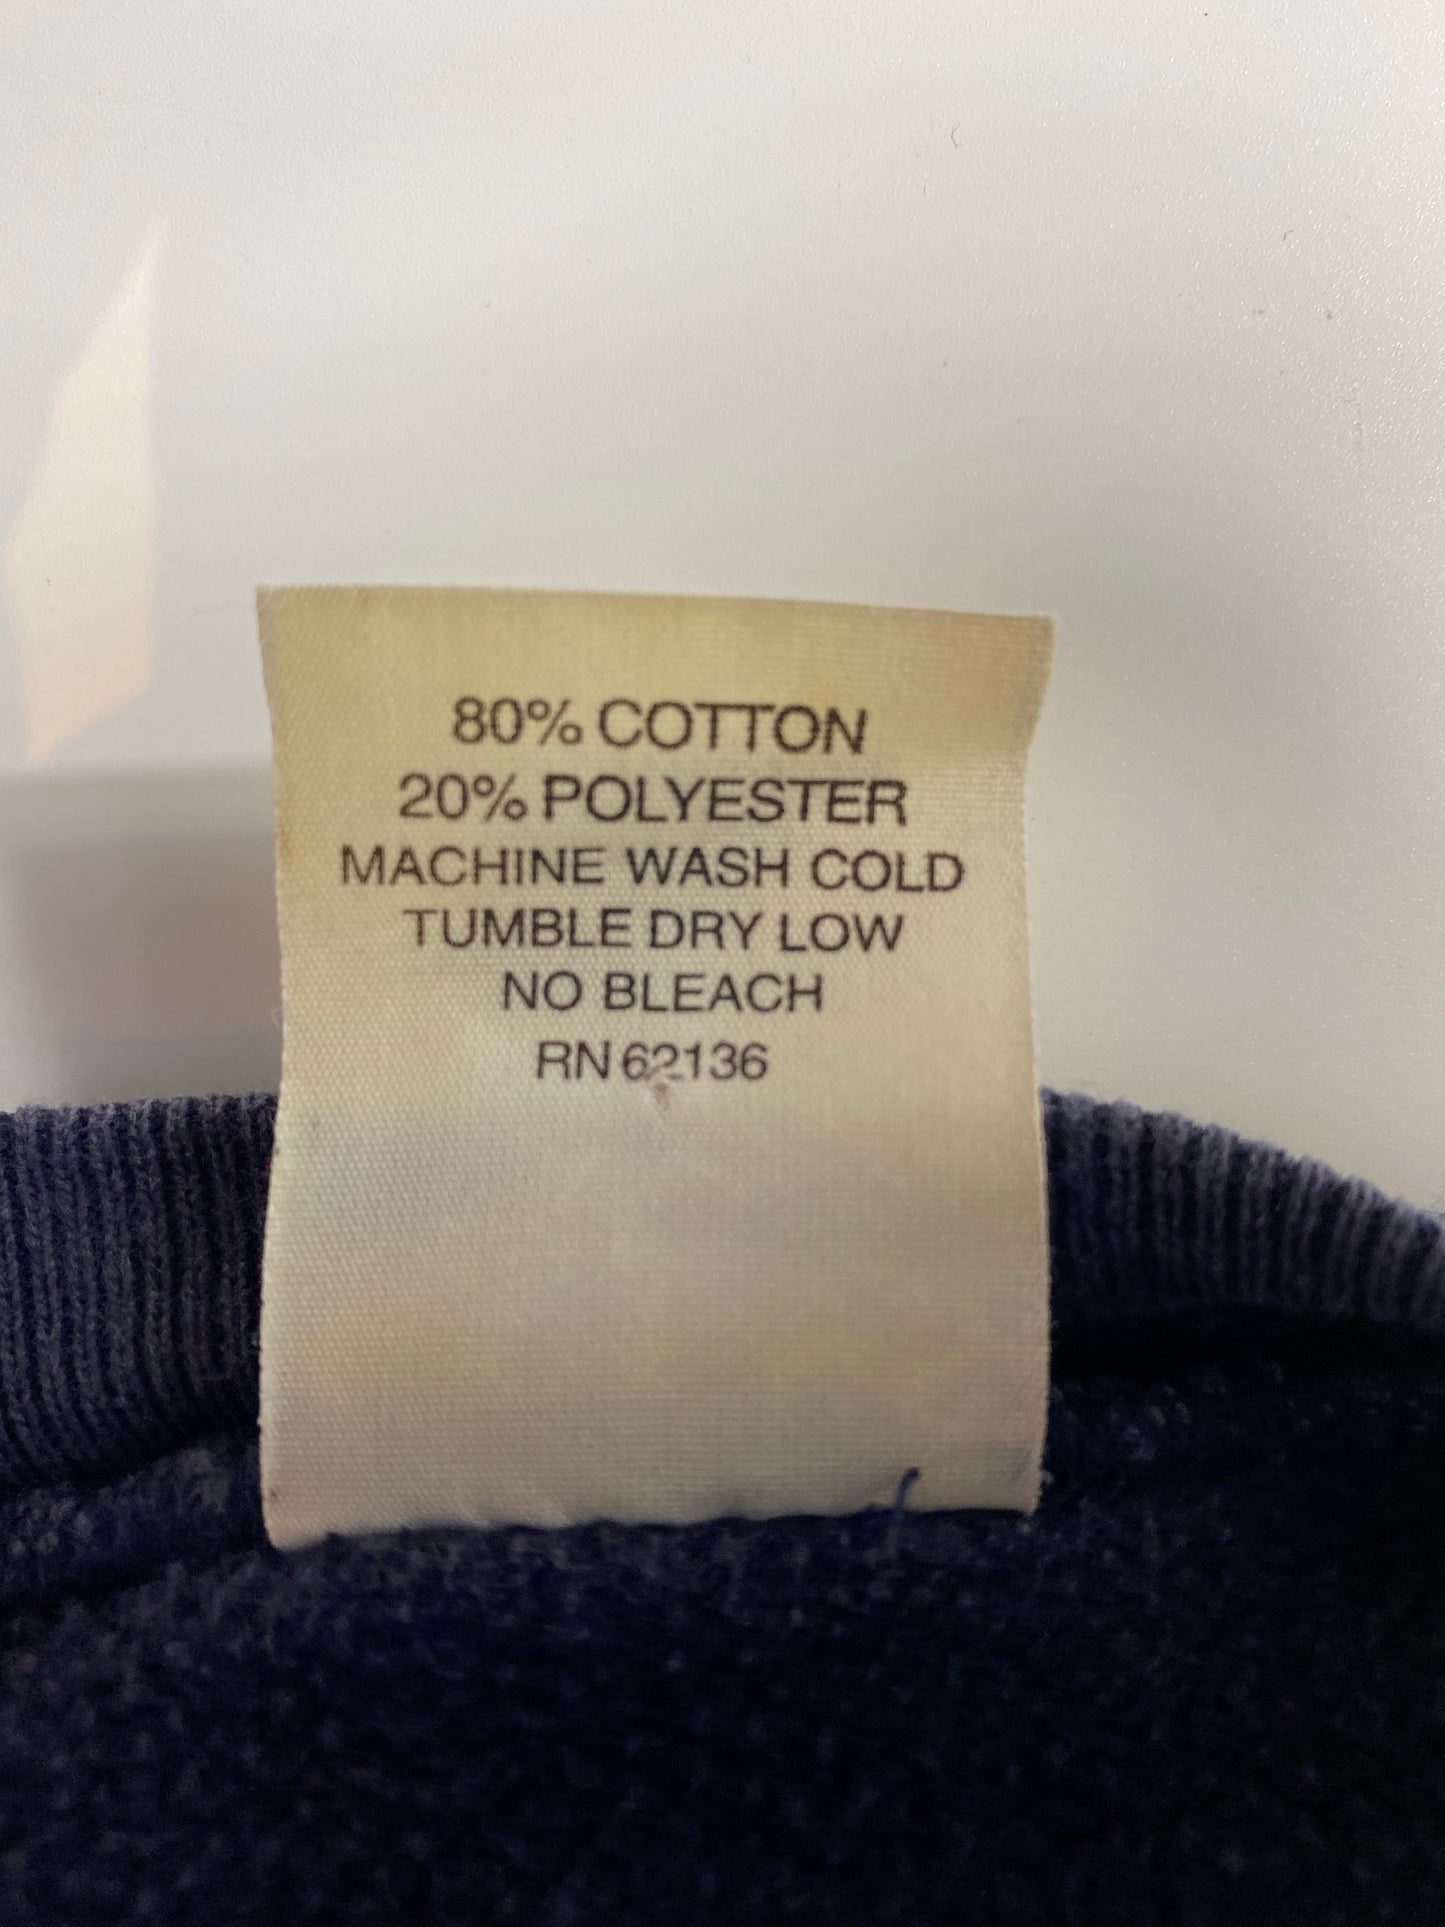 80% COTTON
20% POLYESTER
MACHINE WASH COLD
TUMBLE DRY LOW
NO BLEACH
RN 62136